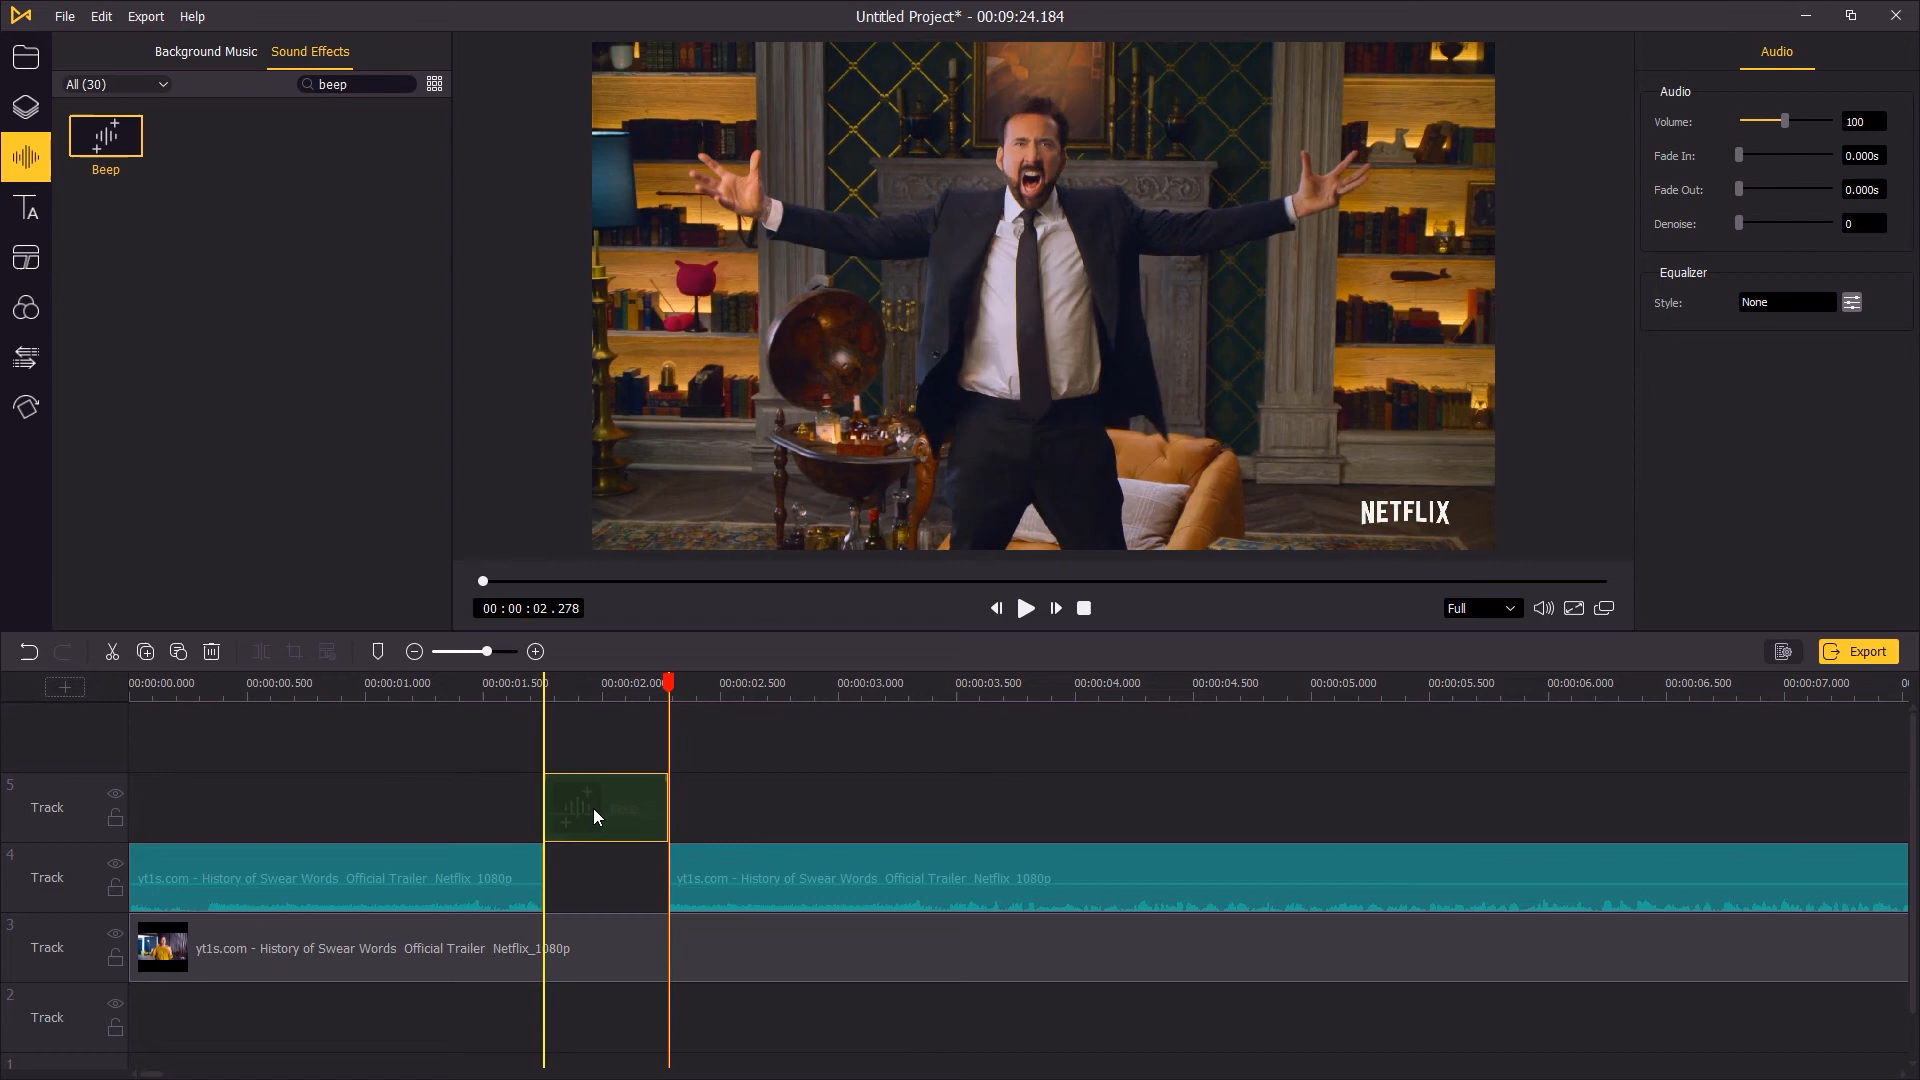 File Edit Export Help
Untitled Project* - 00:09:24.184
Background Music Sound Effects
All (30)
beep
Beep
NETFLIX
00 : 00 : 02 . 278
Full
Audio
Audio
Volume: 100
Fade In: 0.000s
Fade Out: 0.000s
Denoise: 0
Equalizer
Style: None
Export
00:00:00.000 00:00:00.500 00:00:01.000 00:00:01.500 00:00:02.000 00:00:02.500 00:00:03.000 00:00:03.500 00:00:04.000 00:00:04.500 00:00:05.000 00:00:05.500 00:00:06.000 00:00:06.500 00:00:07.000
5
Track
4
Track
yt1s.com - History of Swear Words Official Trailer Netflix 1080p
yt1s.com - History of Swear Words Official Trailer Netflix 1080p
3
Track
yt1s.com - History of Swear Words Official Trailer Netflix_1080p
2
Track
1